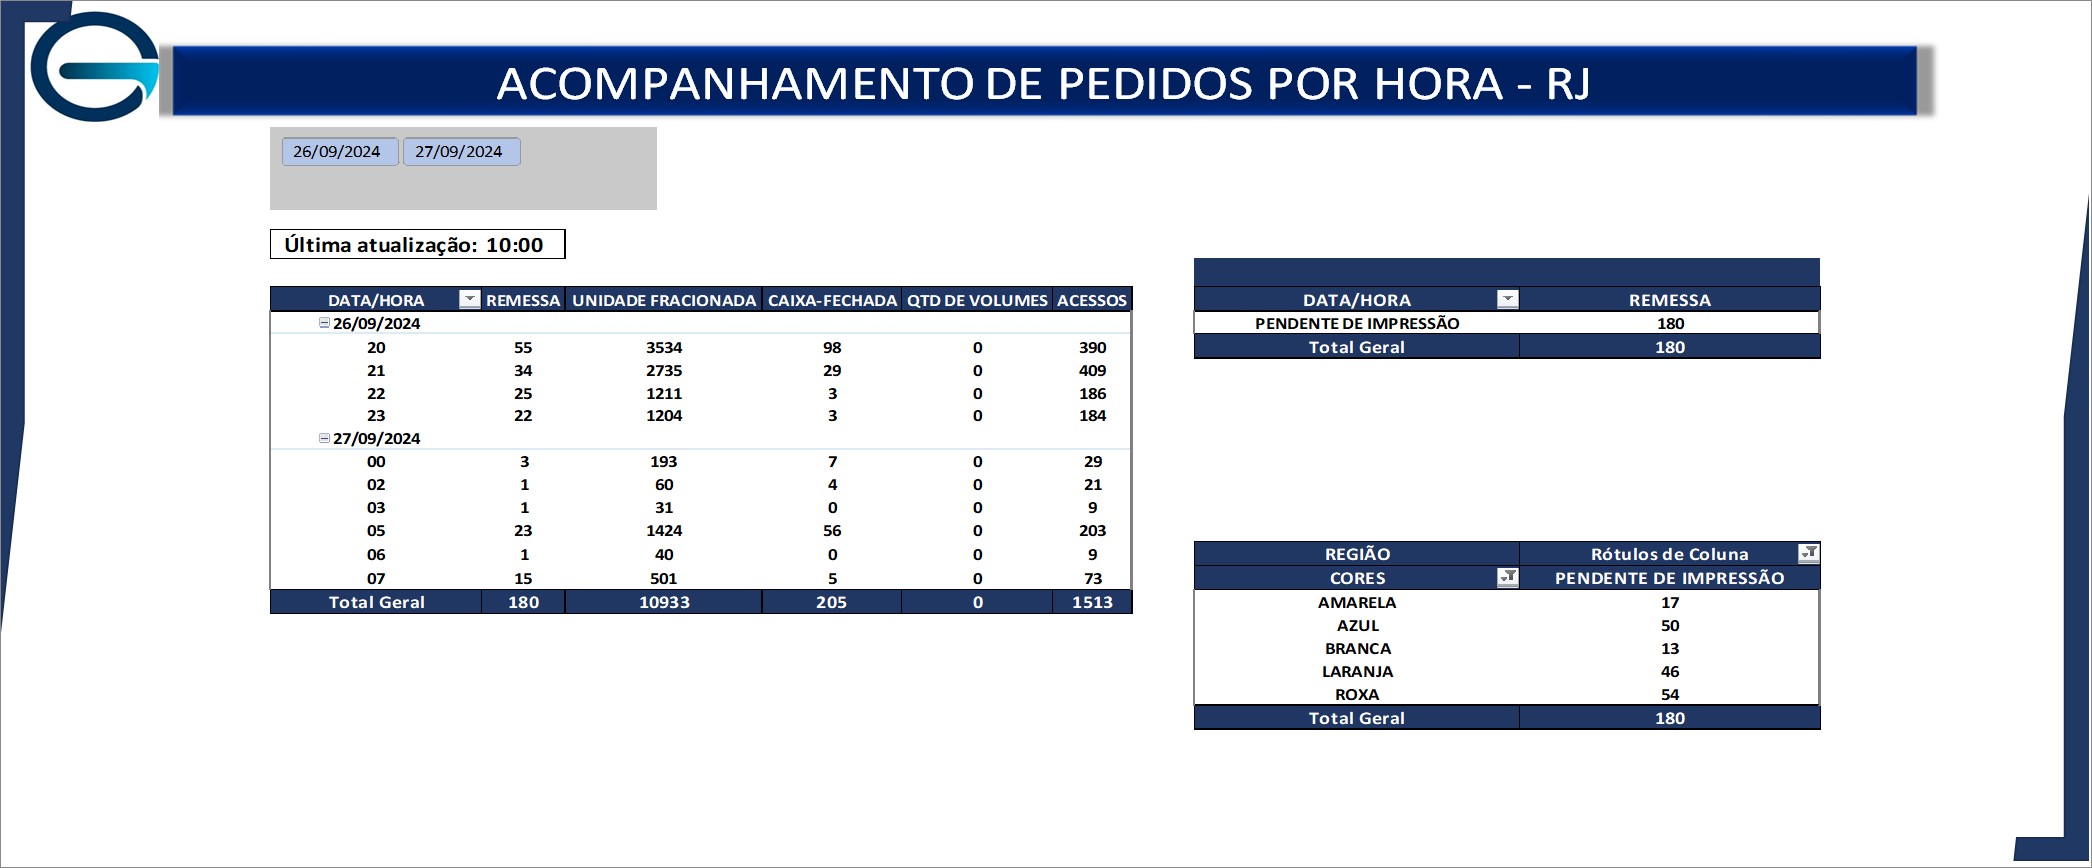 ACOMPANHAMENTO DE PEDIDOS POR HORA - RJ
26/09/2024 27/09/2024
Última atualização: 10:00
DATA/HORA REMESSA UNIDADE FRACIONADA CAIXA-FECHADA QTD DE VOLUMES ACESSOS
26/09/2024
20 55 3534 98 0 390
21 34 2735 29 0 409
22 25 1211 3 0 186
23 22 1204 3 0 184
27/09/2024
00 3 193 7 0 29
02 1 60 4 0 21
03 1 31 0 0 9
05 23 1424 56 0 203
06 1 40 0 0 9
07 15 501 5 0 73
Total Geral 180 10933 205 0 1513
DATA/HORA REMESSA
PENDENTE DE IMPRESSÃO 180
Total Geral 180
REGIÃO Rótulos de Coluna
CORES PENDENTE DE IMPRESSÃO
AMARELA 17
AZUL 50
BRANCA 13
LARANJA 46
ROXA 54
Total Geral 180